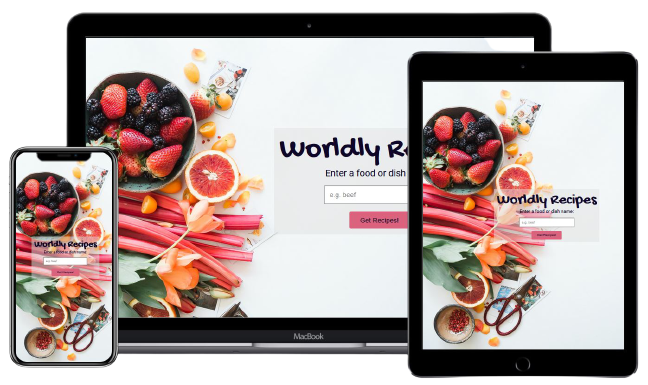 Worldly Re
Enter a food or dish
e.g. beef
Get Recipes!
MacBook
Worldly Recipes
Enter a food or dish name:
e.g. beef
Get Recipes!
Worldly Recipes
Enter a food or dish name:
e.g. beef
Get Recipes!